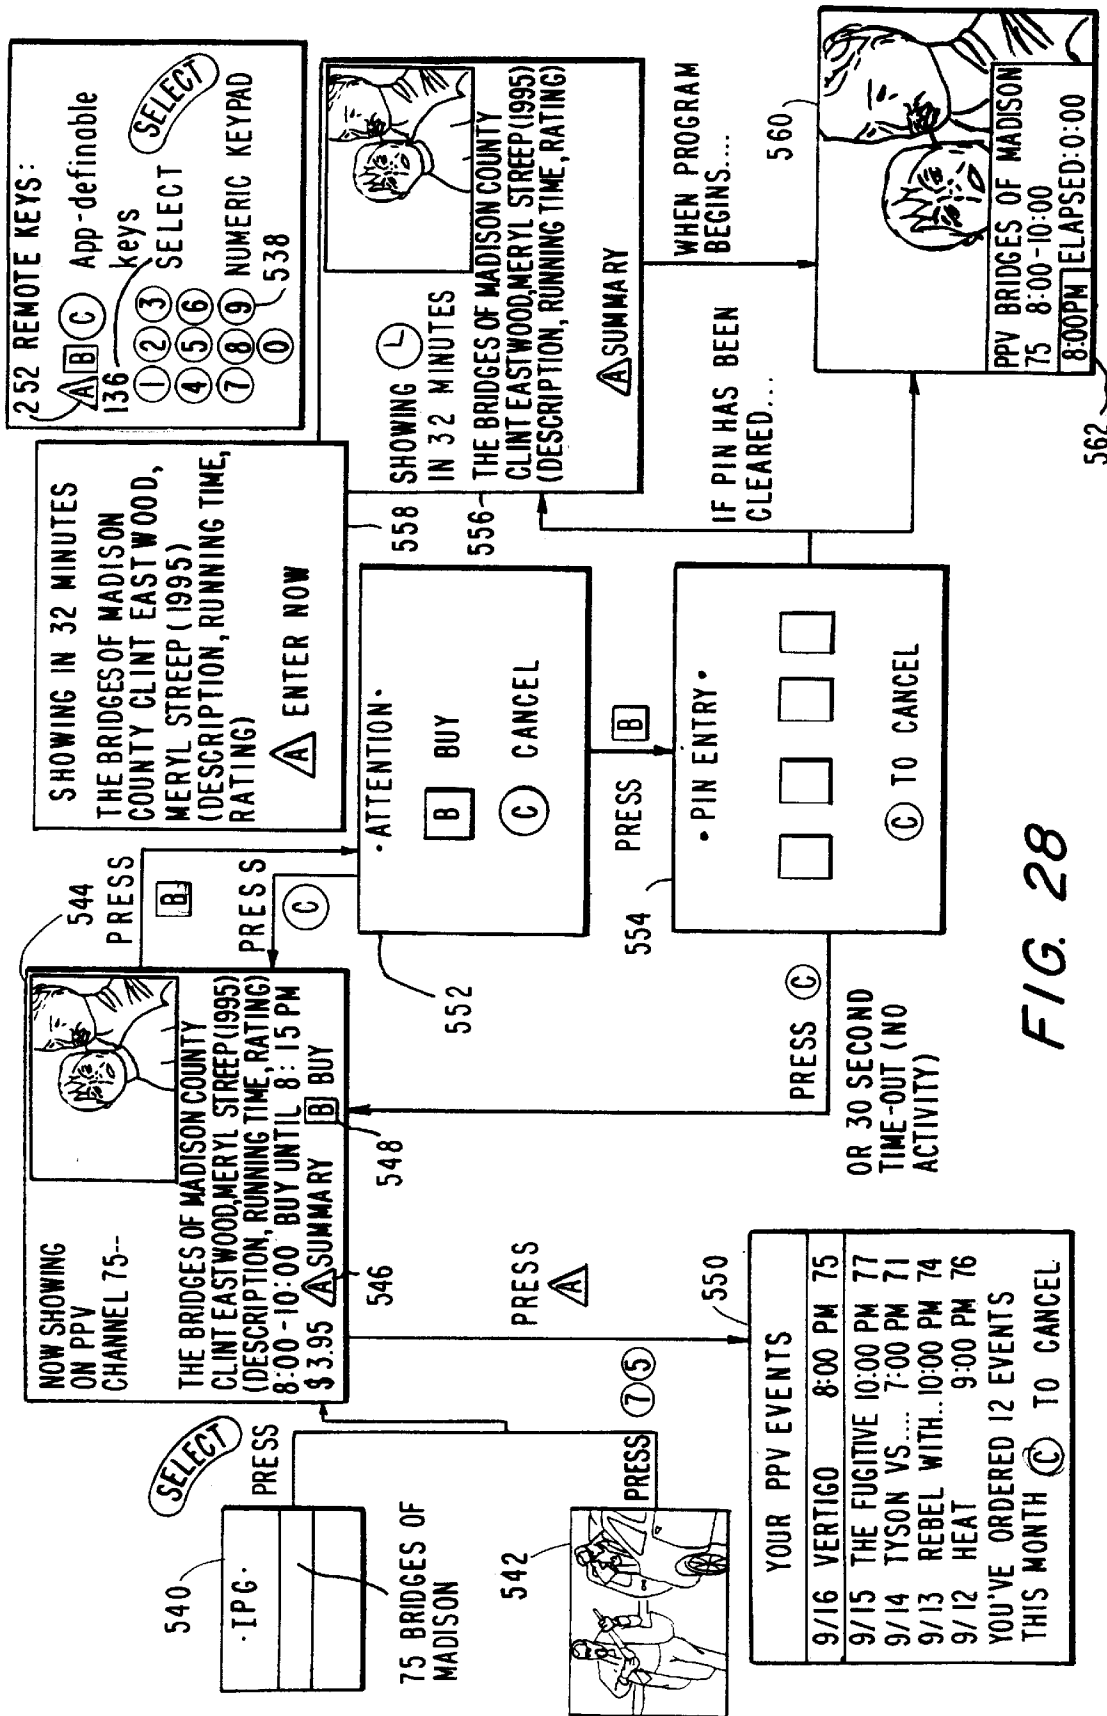 252 REMOTE KEYS:
A B C App-definable
keys
136
1 2 3 SELECT
SELECT
4 5 6
7 8 9 NUMERIC KEYPAD
0
538
544
NOW SHOWING
ON PPV
CHANNEL 75--
THE BRIDGES OF MADISON COUNTY
CLINT EASTWOOD,MERYL STREEP(1995)
(DESCRIPTION, RUNNING TIME, RATING)
8:00-10:00 BUY UNTIL 8:15PM
$3.95 A SUMMARY B BUY
546
548
PRESS
B
PRESS
C
SHOWING IN 32 MINUTES
THE BRIDGES OF MADISON
COUNTY CLINT EASTWOOD,
MERYL STREEP (1995)
(DESCRIPTION, RUNNING TIME,
RATING)
A ENTER NOW
558
556
SHOWING
IN 32 MINUTES
THE BRIDGES OF MADISON COUNTY
CLINT EASTWOOD,MERYL STREEP(1995)
(DESCRIPTION, RUNNING TIME, RATING)
A SUMMARY
SELECT
PRESS
540
·IPG·
75 BRIDGES OF
MADISON
542
PRESS 7 5
PRESS
A
552
·ATTENTION·
B BUY
C CANCEL
PRESS B
554
·PIN ENTRY·
C TO CANCEL
PRESS C
OR 30 SECOND
TIME-OUT (NO
ACTIVITY)
IF PIN HAS BEEN
CLEARED....
WHEN PROGRAM
BEGINS....
550
YOUR PPV EVENTS
9/16 VERTIGO 8:00 PM 75
9/15 THE FUGITIVE 10:00 PM 77
9/14 TYSON VS.... 7:00 PM 71
9/13 REBEL WITH..10:00 PM 74
9/12 HEAT 9:00 PM 76
YOU'VE ORDERED 12 EVENTS
THIS MONTH C TO CANCEL
560
PPV BRIDGES OF MADISON
75 8:00-10:00
8:00PM ELAPSED:0:00
562
FIG. 28